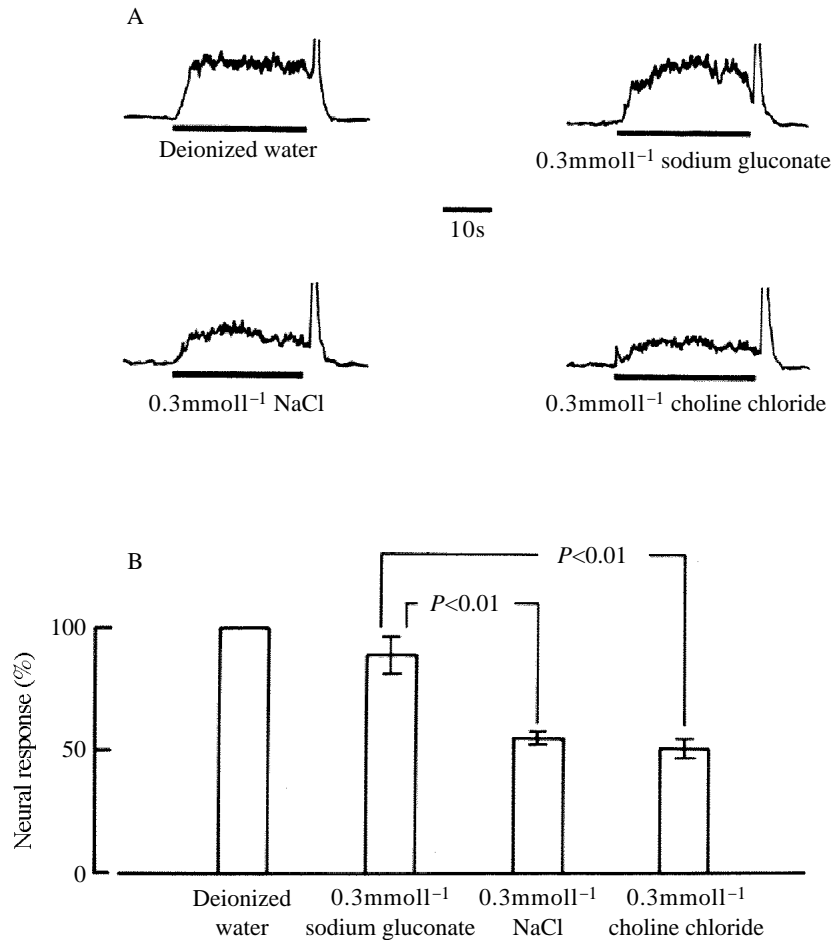 A
Deionized water
0.3mmoll⁻¹ sodium gluconate
10s
0.3mmoll⁻¹ NaCl
0.3mmoll⁻¹ choline chloride
B
P<0.01
P<0.01
Neural response (%)
100
50
0
Deionized
water
0.3mmoll⁻¹
sodium gluconate
0.3mmoll⁻¹
NaCl
0.3mmoll⁻¹
choline chloride